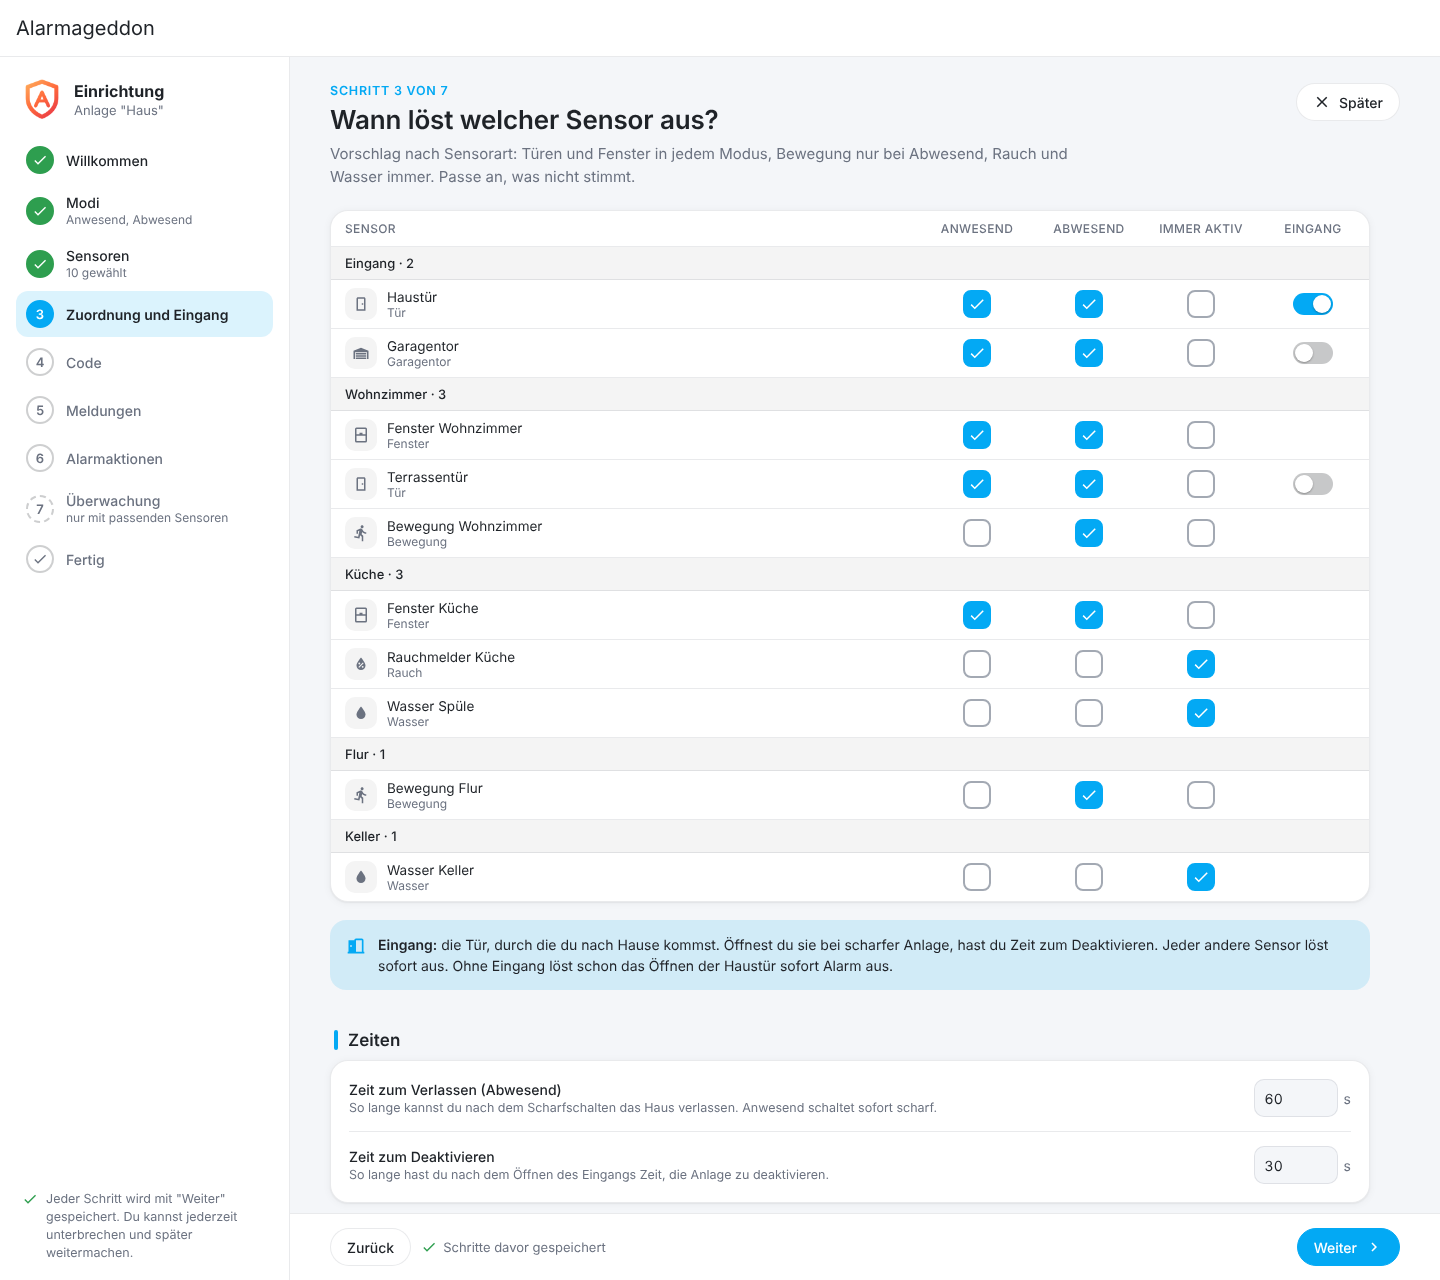 Alarmageddon
Einrichtung
Anlage "Haus"
Willkommen
Modi
Anwesend, Abwesend
Sensoren
10 gewählt
3 Zuordnung und Eingang
4 Code
5 Meldungen
6 Alarmaktionen
7 Überwachung
nur mit passenden Sensoren
Fertig
Jeder Schritt wird mit "Weiter"
gespeichert. Du kannst jederzeit
unterbrechen und später
weitermachen.
SCHRITT 3 VON 7
Wann löst welcher Sensor aus?
Vorschlag nach Sensorart: Türen und Fenster in jedem Modus, Bewegung nur bei Abwesend, Rauch und
Wasser immer. Passe an, was nicht stimmt.
Später
SENSOR ANWESEND ABWESEND IMMER AKTIV EINGANG
Eingang · 2
Haustür
Tür
Garagentor
Garagentor
Wohnzimmer · 3
Fenster Wohnzimmer
Fenster
Terrassentür
Tür
Bewegung Wohnzimmer
Bewegung
Küche · 3
Fenster Küche
Fenster
Rauchmelder Küche
Rauch
Wasser Spüle
Wasser
Flur · 1
Bewegung Flur
Bewegung
Keller · 1
Wasser Keller
Wasser
Eingang: die Tür, durch die du nach Hause kommst. Öffnest du sie bei scharfer Anlage, hast du Zeit zum Deaktivieren. Jeder andere Sensor löst
sofort aus. Ohne Eingang löst schon das Öffnen der Haustür sofort Alarm aus.
Zeiten
Zeit zum Verlassen (Abwesend)
So lange kannst du nach dem Scharfschalten das Haus verlassen. Anwesend schaltet sofort scharf.
60 s
Zeit zum Deaktivieren
So lange hast du nach dem Öffnen des Eingangs Zeit, die Anlage zu deaktivieren.
30 s
Zurück Schritte davor gespeichert Weiter